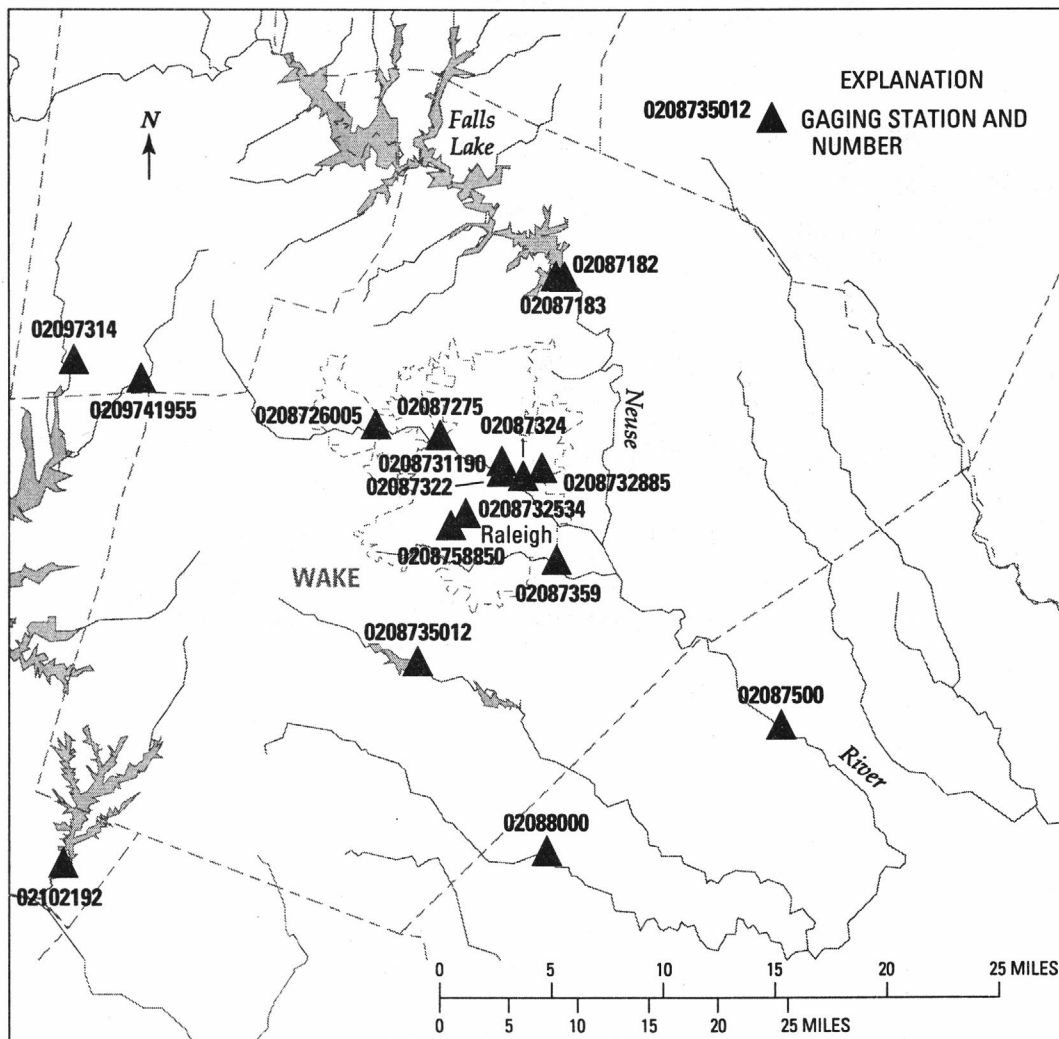 EXPLANATION
0208735012
GAGING STATION AND
NUMBER
N
Falls
Lake
02087182
02087183
02097314
0209741955
Neuse
0208726005
02087275
02087324
0208731190
02087322
0208732885
0208732534
Raleigh
0208758850
WAKE
02087359
0208735012
02087500
River
02088000
02102192
0 5 10 15 20 25 MILES
0 5 10 15 20 25 MILES